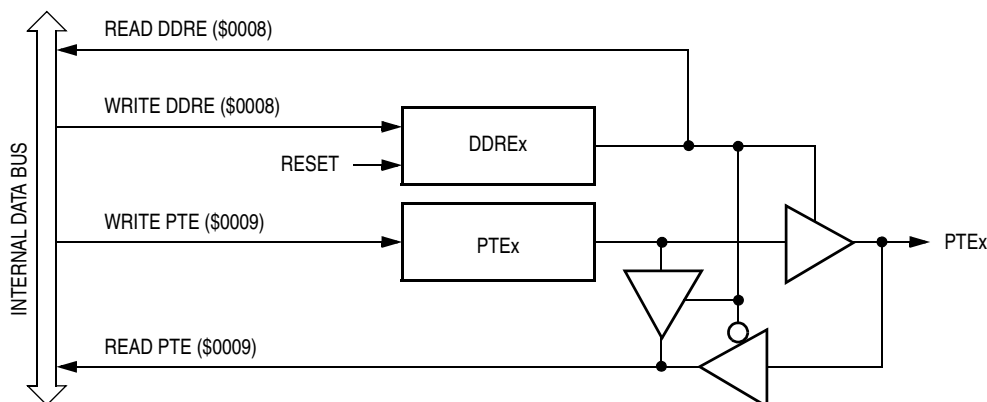 READ DDRE ($0008)
WRITE DDRE ($0008)
DDREx
RESET
WRITE PTE ($0009)
PTEx
PTEx
READ PTE ($0009)
INTERNAL DATA BUS